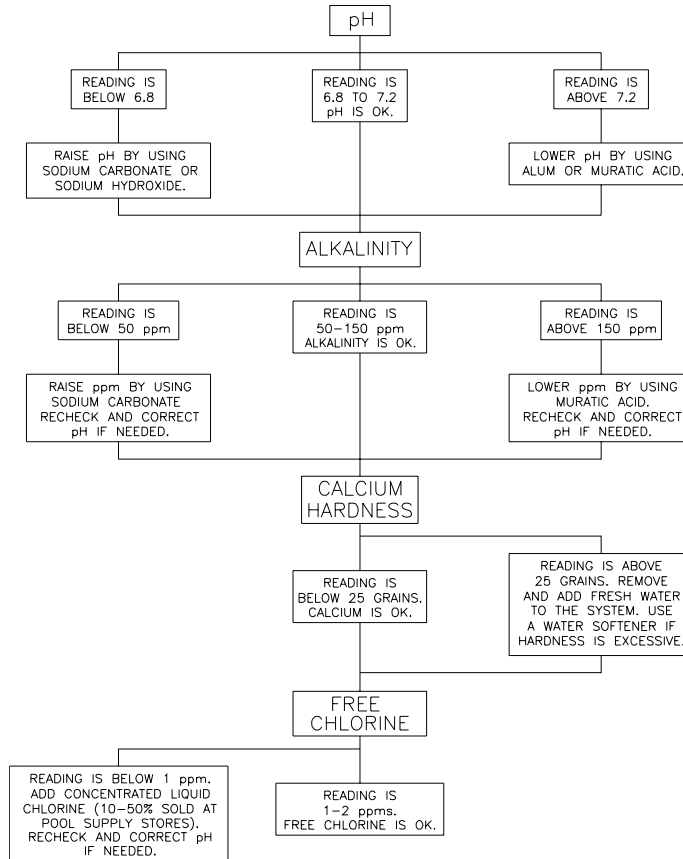 pH
READING IS
BELOW 6.8
READING IS
6.8 TO 7.2
pH IS OK.
READING IS
ABOVE 7.2
RAISE pH BY USING
SODIUM CARBONATE OR
SODIUM HYDROXIDE.
LOWER pH BY USING
ALUM OR MURATIC ACID.
ALKALINITY
READING IS
BELOW 50 ppm
READING IS
50-150 ppm
ALKALINITY IS OK.
READING IS
ABOVE 150 ppm
RAISE ppm BY USING
SODIUM CARBONATE
RECHECK AND CORRECT
pH IF NEEDED.
LOWER ppm BY USING
MURATIC ACID.
RECHECK AND CORRECT
pH IF NEEDED.
CALCIUM
HARDNESS
READING IS
BELOW 25 GRAINS.
CALCIUM IS OK.
READING IS ABOVE
25 GRAINS. REMOVE
AND ADD FRESH WATER
TO THE SYSTEM. USE
A WATER SOFTENER IF
HARDNESS IS EXCESSIVE.
FREE
CHLORINE
READING IS BELOW 1 ppm.
ADD CONCENTRATED LIQUID
CHLORINE (10-50% SOLD AT
POOL SUPPLY STORES).
RECHECK AND CORRECT pH
IF NEEDED.
READING IS
1-2 ppms.
FREE CHLORINE IS OK.